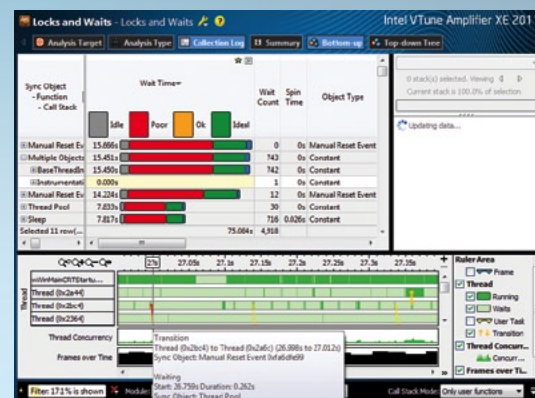 Locks and Waits - Locks and Waits
Intel VTune Amplifier XE 201
Analysis Target
Analysis Type
Collection Log
Summary
Bottom-up
Top-down Tree
Sync Object
- Function
- Call Stack
Wait Time
Idle
Poor
Ok
Ideal
Wait
Count
Spin
Time
Object Type
Manual Reset Ev 15.696s 0 0s Manual Reset Event
Multiple Objects 15.451s 743 0s Constant
BaseThreadIn 15.450s 742 0s Constant
Instrumentati 0.000s 1 0s Constant
Manual Reset Ev 14.224s 12 0s Manual Reset Event
Thread Pool 7.833s 30 0s Constant
Sleep 7.817s 716 0.026s Constant
Selected 11 row(... 75.004s 4,918
0 stack(s) selected. Viewing
Current stack is 100.0% of selection
Updating data...
27s 27.05s 27.1s 27.15s 27.2s 27.25s 27.3s 27.35s
Thread
wWinMainCRTStartu...
Thread (0x2a44)
Thread (0x2bc4)
Thread (0x2364)
Thread Concurrency
Frames over Time
Transition
Thread (0x2bc4) to Thread (0x2a6c) (26.998s to 27.012s)
Sync Object: Manual Reset Event
Waiting
Start: 26.759s Duration: 0.262s
Sync Object: Thread Pool
Ruler Area
Frame
Thread
Running
Waits
User Task
Transition
Thread Concurr...
Concurr...
Frames over Ti...
Filter: 17.1% is shown
Module:
Call Stack Mode: Only user functions